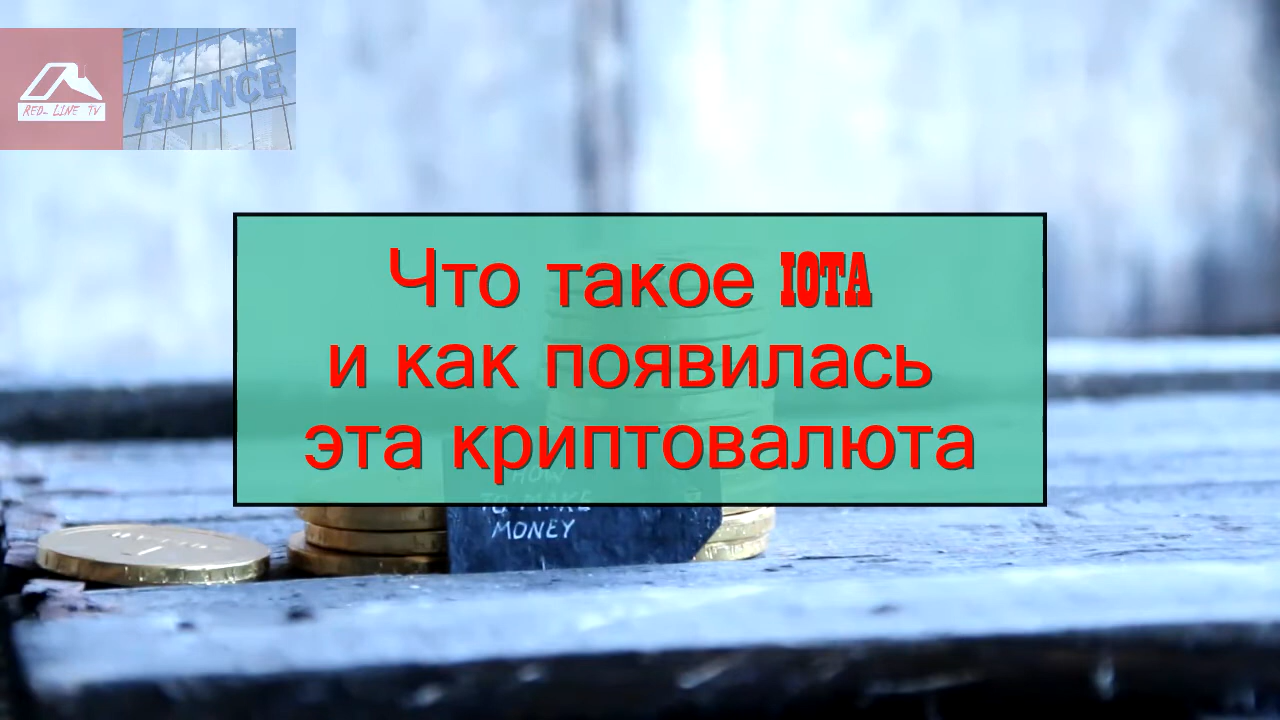 RED- LINE TV
FINANCE
Что такое IOTA
и как появилась
эта криптовалюта
HOW
TO MAKE
MONEY